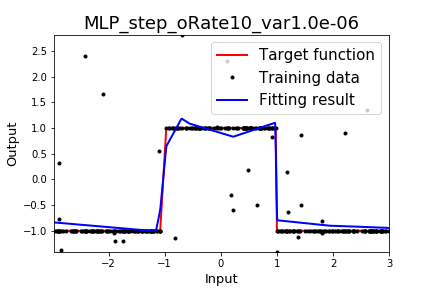 MLP_step_oRate10_var1.0e-06
Target function
Training data
Fitting result
Output
2.5
2.0
1.5
1.0
0.5
0.0
−0.5
−1.0
−2 −1 0 1 2 3
Input